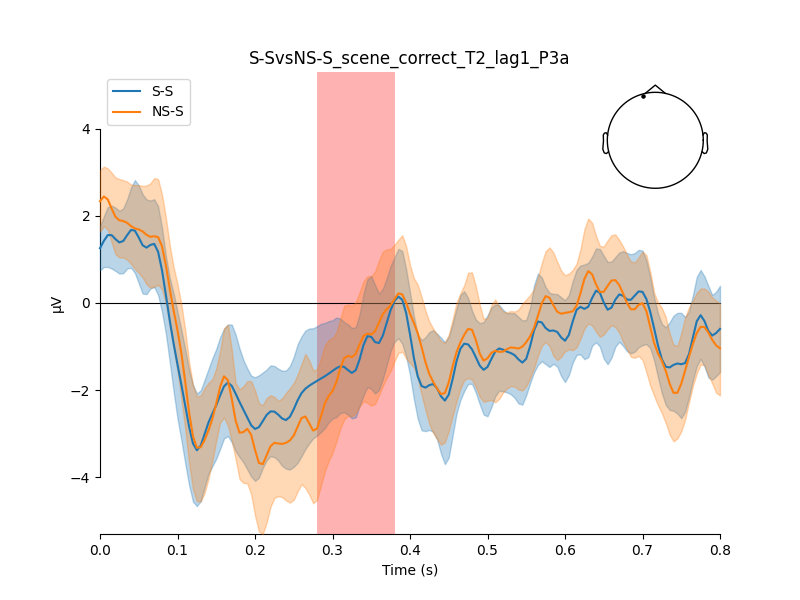 S-SvsNS-S_scene_correct_T2_lag1_P3a
S-S
NS-S
4
2
0
−2
−4
µV
0.0 0.1 0.2 0.3 0.4 0.5 0.6 0.7 0.8
Time (s)